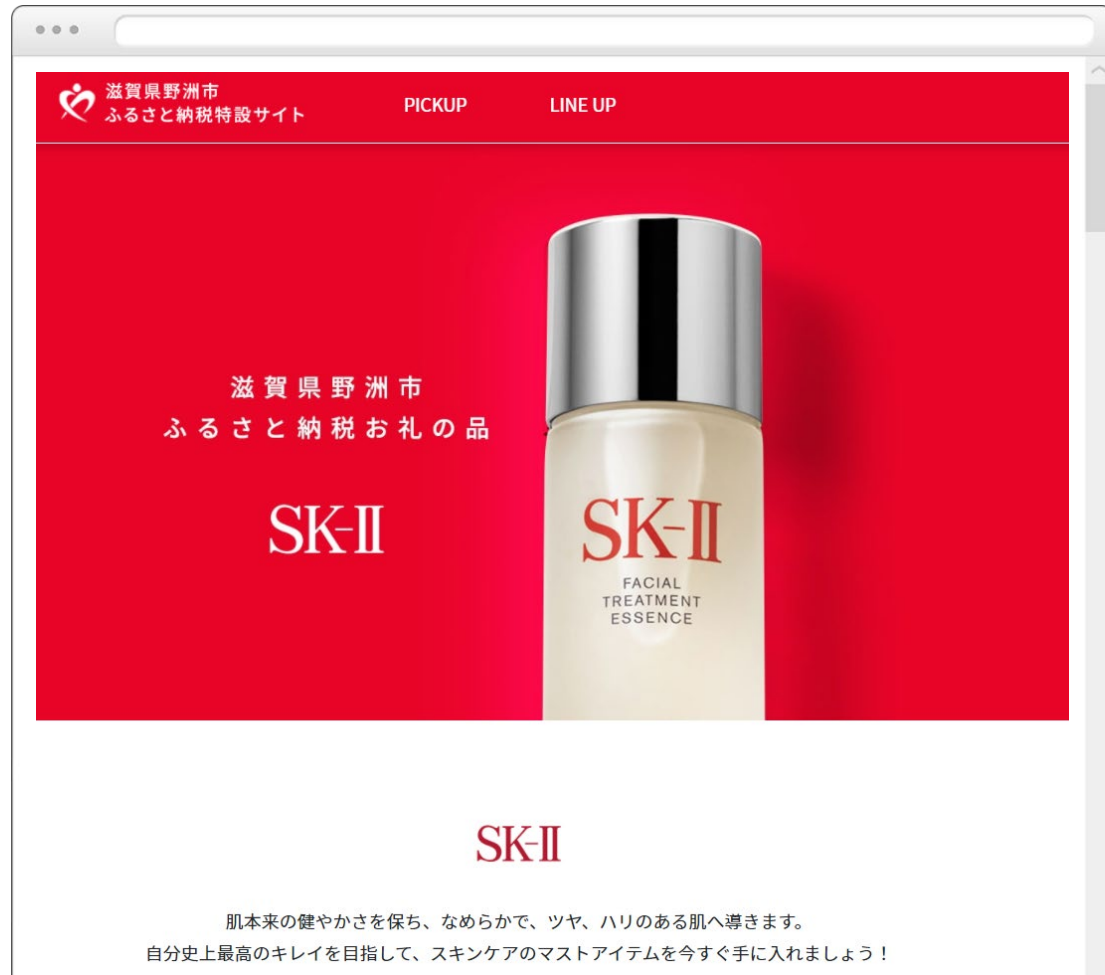 滋賀県野洲市
ふるさと納税特設サイト
PICKUP
LINE UP
滋賀県野洲市
ふるさと納税お礼の品
SK-II
SK-II
FACIAL
TREATMENT
ESSENCE
SK-II
肌本来の健やかさを保ち、なめらかで、ツヤ、ハリのある肌へ導きます。
自分史上最高のキレイを目指して、スキンケアのマストアイテムを今すぐ手に入れましょう！